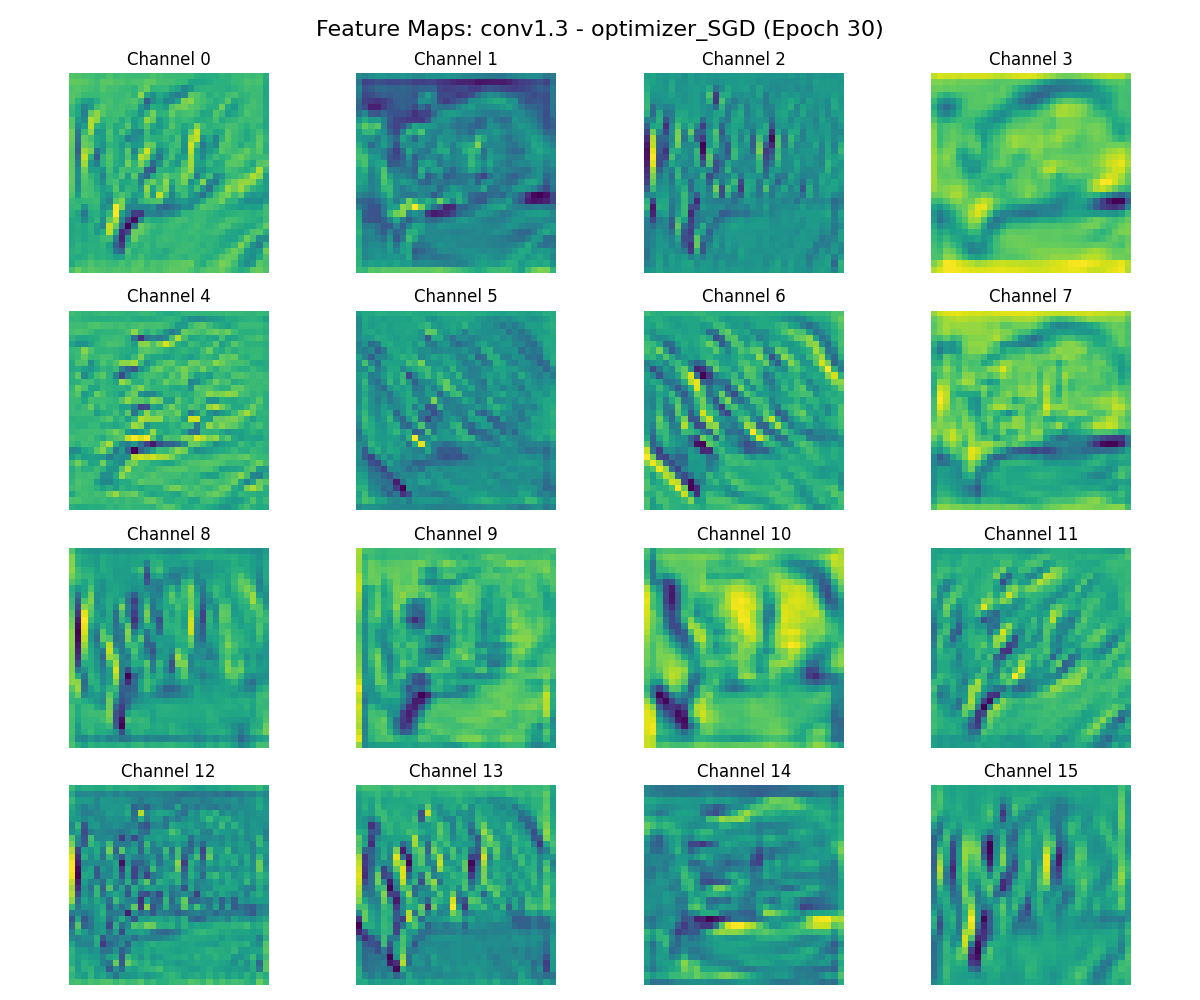 Feature Maps: conv1.3 - optimizer_SGD (Epoch 30)
Channel 0
Channel 1
Channel 2
Channel 3
Channel 4
Channel 5
Channel 6
Channel 7
Channel 8
Channel 9
Channel 10
Channel 11
Channel 12
Channel 13
Channel 14
Channel 15